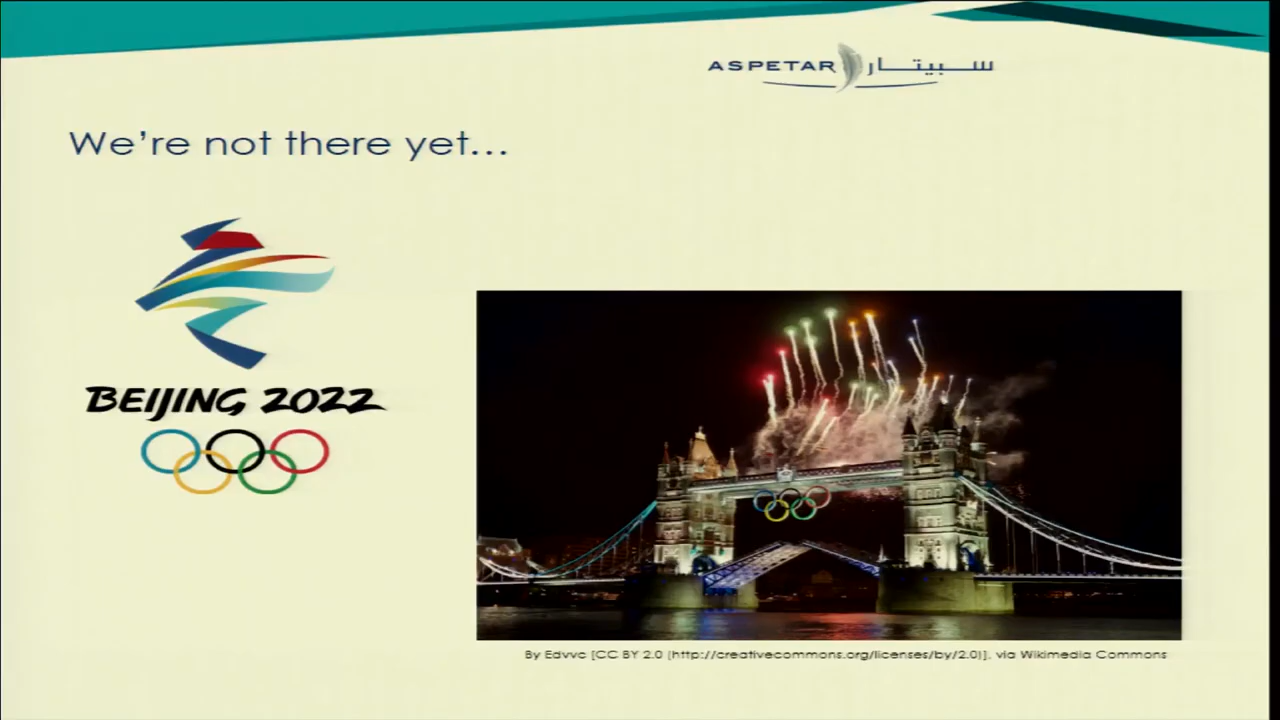 ASPETAR سبيتار
We're not there yet...
BEIJING 2022
By Edvvc [CC BY 2.0 (http://creativecommons.org/licenses/by/2.0)], via Wikimedia Commons